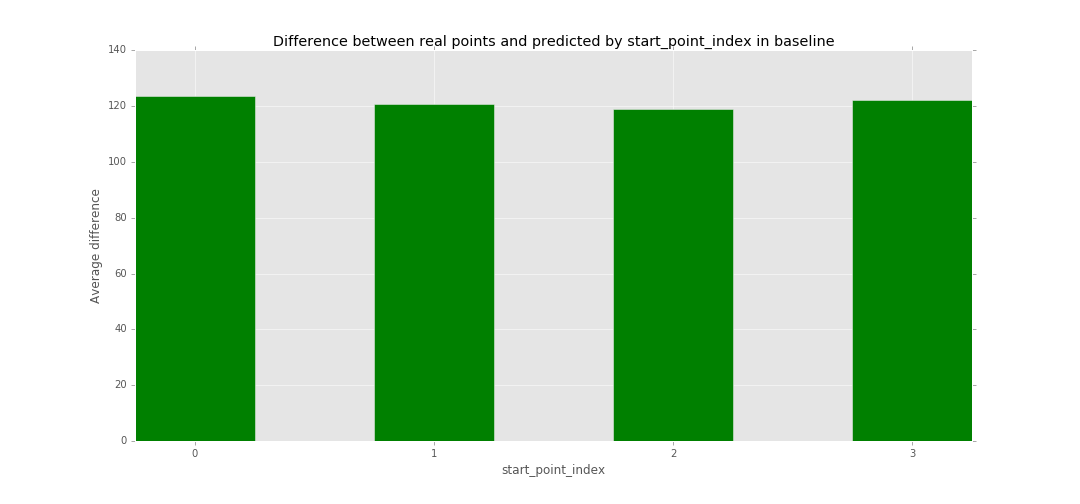 Difference between real points and predicted by start_point_index in baseline
140
120
100
80
60
40
20
0
Average difference
0 1 2 3
start_point_index